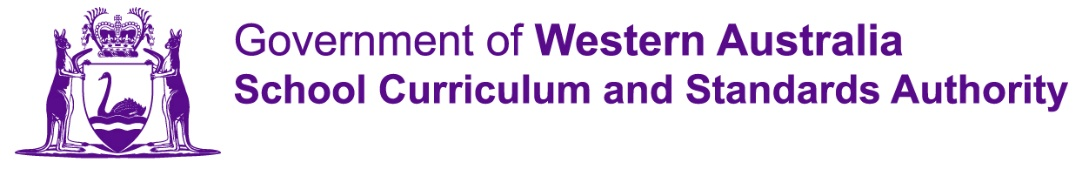 Government of Western Australia
School Curriculum and Standards Authority